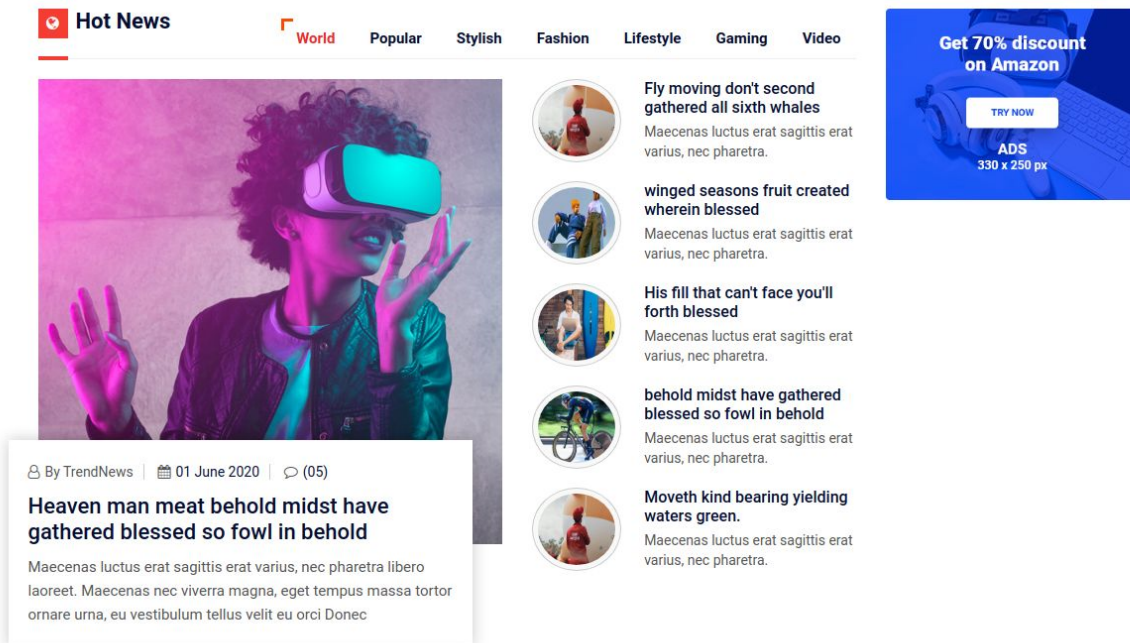 Hot News
World Popular Stylish Fashion Lifestyle Gaming Video
By TrendNews 01 June 2020 (05)
Heaven man meat behold midst have
gathered blessed so fowl in behold
Maecenas luctus erat sagittis erat varius, nec pharetra libero
laoreet. Maecenas nec viverra magna, eget tempus massa tortor
ornare urna, eu vestibulum tellus velit eu orci Donec
Fly moving don't second
gathered all sixth whales
Maecenas luctus erat sagittis erat
varius, nec pharetra.
winged seasons fruit created
wherein blessed
Maecenas luctus erat sagittis erat
varius, nec pharetra.
His fill that can't face you'll
forth blessed
Maecenas luctus erat sagittis erat
varius, nec pharetra.
behold midst have gathered
blessed so fowl in behold
Maecenas luctus erat sagittis erat
varius, nec pharetra.
Moveth kind bearing yielding
waters green.
Maecenas luctus erat sagittis erat
varius, nec pharetra.
Get 70% discount
on Amazon
TRY NOW
ADS
330 x 250 px